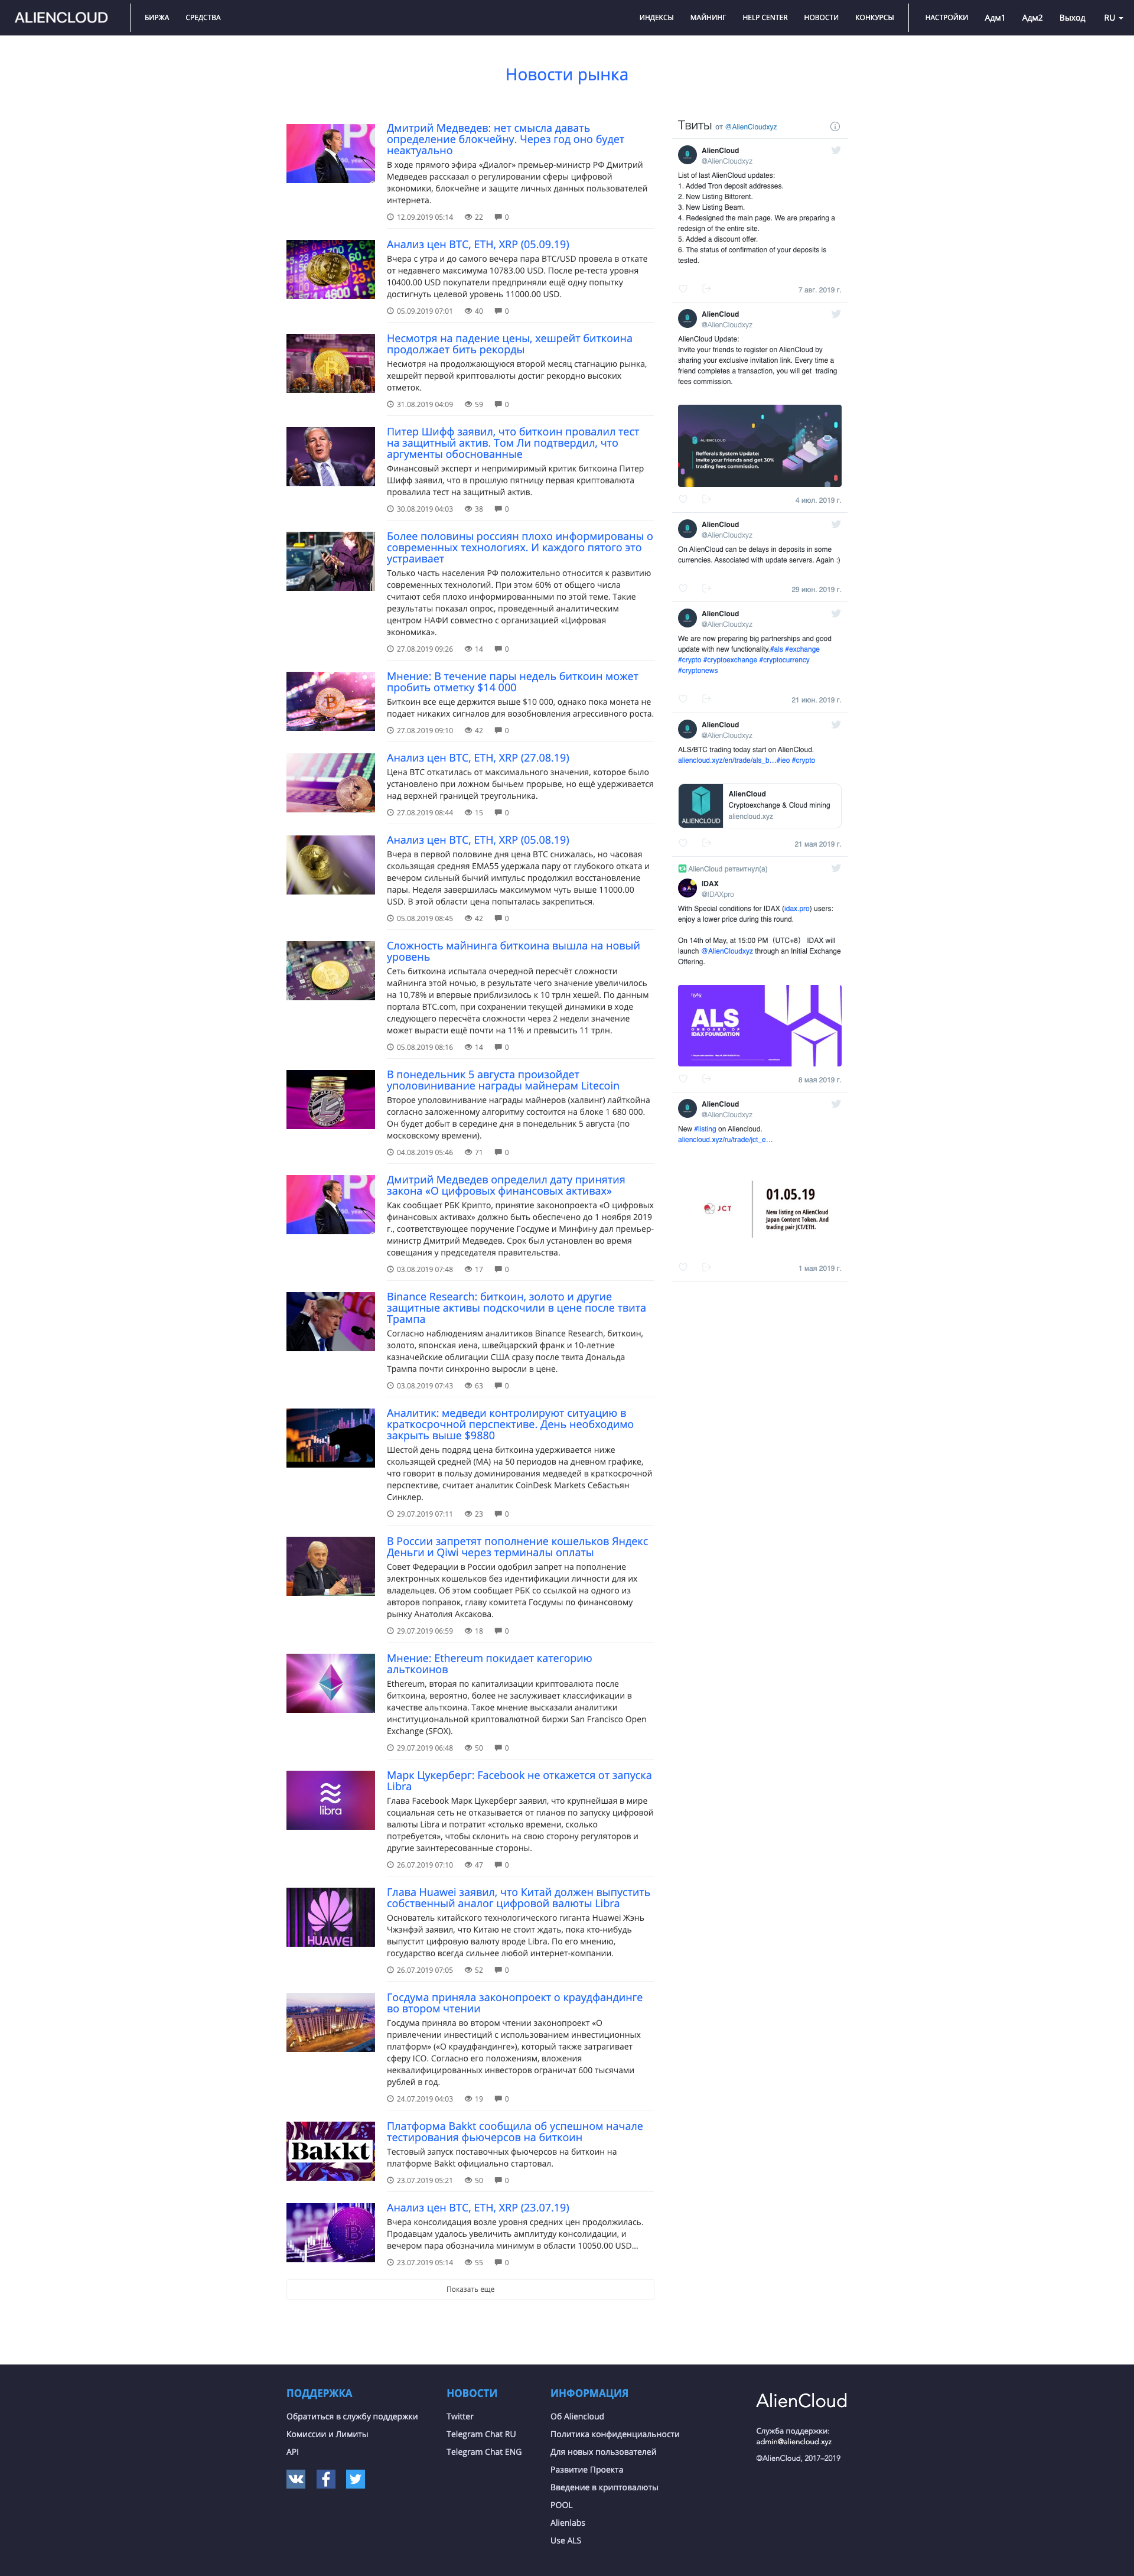 ALIENCLOUD
БИРЖА
СРЕДСТВА
ИНДЕКСЫ
МАЙНИНГ
HELP CENTER
НОВОСТИ
КОНКУРСЫ
НАСТРОЙКИ
Адм1
Адм2
Выход
RU
Новости рынка
Дмитрий Медведев: нет смысла давать
определение блокчейну. Через год оно будет
неактуально
В ходе прямого эфира «Диалог» премьер-министр РФ Дмитрий
Медведев рассказал о регулировании сферы цифровой
экономики, блокчейне и защите личных данных пользователей
интернета.
12.09.2019 05:14 22 0
Анализ цен BTC, ETH, XRP (05.09.19)
Вчера с утра и до самого вечера пара BTC/USD провела в откате
от недавнего максимума 10783.00 USD. После ре-теста уровня
10400.00 USD покупатели предприняли ещё одну попытку
достигнуть целевой уровень 11000.00 USD.
05.09.2019 07:01 40 0
Несмотря на падение цены, хешрейт биткоина
продолжает бить рекорды
Несмотря на продолжающуюся второй месяц стагнацию рынка,
хешрейт первой криптовалюты достиг рекордно высоких
отметок.
31.08.2019 04:09 59 0
Питер Шифф заявил, что биткоин провалил тест
на защитный актив. Том Ли подтвердил, что
аргументы обоснованные
Финансовый эксперт и непримиримый критик биткоина Питер
Шифф заявил, что в прошлую пятницу первая криптовалюта
провалила тест на защитный актив.
30.08.2019 04:03 38 0
Более половины россиян плохо информированы о
современных технологиях. И каждого пятого это
устраивает
Только часть населения РФ положительно относится к развитию
современных технологий. При этом 60% от общего числа
считают себя плохо информированными по этой теме. Такие
результаты показал опрос, проведенный аналитическим
центром НАФИ совместно с организацией «Цифровая
экономика».
27.08.2019 09:26 14 0
Мнение: В течение пары недель биткоин может
пробить отметку $14 000
Биткоин все еще держится выше $10 000, однако пока монета не
подает никаких сигналов для возобновления агрессивного роста.
27.08.2019 09:10 42 0
Анализ цен BTC, ETH, XRP (27.08.19)
Цена BTC откатилась от максимального значения, которое было
установлено при ложном бычьем прорыве, но ещё удерживается
над верхней границей треугольника.
27.08.2019 08:44 15 0
Анализ цен BTC, ETH, XRP (05.08.19)
Вчера в первой половине дня цена BTC снижалась, но часовая
скользящая средняя EMA55 удержала пару от глубокого отката и
вечером сильный бычий импульс продолжил восстановление
пары. Неделя завершилась максимумом чуть выше 11000.00
USD. В этой области цена попыталась закрепиться.
05.08.2019 08:45 42 0
Сложность майнинга биткоина вышла на новый
уровень
Сеть биткоина испытала очередной пересчёт сложности
майнинга этой ночью, в результате чего значение увеличилось
на 10,78% и впервые приблизилось к 10 трлн хешей. По данным
портала BTC.com, при сохранении текущей динамики в ходе
следующего пересчёта сложности через 2 недели значение
может вырасти ещё почти на 11% и превысить 11 трлн.
05.08.2019 08:16 14 0
В понедельник 5 августа произойдет
уполовинивание награды майнерам Litecoin
Второе уполовинивание награды майнеров (халвинг) лайткойна
согласно заложенному алгоритму состоится на блоке 1 680 000.
Он будет добыт в середине дня в понедельник 5 августа (по
московскому времени).
04.08.2019 05:46 71 0
Дмитрий Медведев определил дату принятия
закона «О цифровых финансовых активах»
Как сообщает РБК Крипто, принятие законопроекта «О цифровых
финансовых активах» должно быть обеспечено до 1 ноября 2019
г., соответствующее поручение Госдуме и Минфину дал премьер-
министр Дмитрий Медведев. Срок был установлен во время
совещания у председателя правительства.
03.08.2019 07:48 17 0
Binance Research: биткоин, золото и другие
защитные активы подскочили в цене после твита
Трампа
Согласно наблюдениям аналитиков Binance Research, биткоин,
золото, японская иена, швейцарский франк и 10-летние
казначейские облигации США сразу после твита Дональда
Трампа почти синхронно выросли в цене.
03.08.2019 07:43 63 0
Аналитик: медведи контролируют ситуацию в
краткосрочной перспективе. День необходимо
закрыть выше $9880
Шестой день подряд цена биткоина удерживается ниже
скользящей средней (MA) на 50 периодов на дневном графике,
что говорит в пользу доминирования медведей в краткосрочной
перспективе, считает аналитик CoinDesk Markets Себастьян
Синклер.
29.07.2019 07:11 23 0
В России запретят пополнение кошельков Яндекс
Деньги и Qiwi через терминалы оплаты
Совет Федерации в России одобрил запрет на пополнение
электронных кошельков без идентификации личности для их
владельцев. Об этом сообщает РБК со ссылкой на одного из
авторов поправок, главу комитета Госдумы по финансовому
рынку Анатолия Аксакова.
29.07.2019 06:59 18 0
Мнение: Ethereum покидает категорию
альткоинов
Ethereum, вторая по капитализации криптовалюта после
биткоина, вероятно, более не заслуживает классификации в
качестве альткоина. Такое мнение высказали аналитики
институциональной криптовалютной биржи San Francisco Open
Exchange (SFOX).
29.07.2019 06:48 50 0
libra
Марк Цукерберг: Facebook не откажется от запуска
Libra
Глава Facebook Марк Цукерберг заявил, что крупнейшая в мире
социальная сеть не отказывается от планов по запуску цифровой
валюты Libra и потратит «столько времени, сколько
потребуется», чтобы склонить на свою сторону регуляторов и
другие заинтересованные стороны.
26.07.2019 07:10 47 0
HUAWEI
Глава Huawei заявил, что Китай должен выпустить
собственный аналог цифровой валюты Libra
Основатель китайского технологического гиганта Huawei Жэнь
Чжэнфэй заявил, что Китаю не стоит ждать, пока кто-нибудь
выпустит цифровую валюту вроде Libra. По его мнению,
государство всегда сильнее любой интернет-компании.
26.07.2019 07:05 52 0
Госдума приняла законопроект о краудфандинге
во втором чтении
Госдума приняла во втором чтении законопроект «О
привлечении инвестиций с использованием инвестиционных
платформ» («О краудфандинге»), который также затрагивает
сферу ICO. Согласно его положениям, вложения
неквалифицированных инвесторов ограничат 600 тысячами
рублей в год.
24.07.2019 04:03 19 0
Bakkt
Платформа Bakkt сообщила об успешном начале
тестирования фьючерсов на биткоин
Тестовый запуск поставочных фьючерсов на биткоин на
платформе Bakkt официально стартовал.
23.07.2019 05:21 50 0
Анализ цен BTC, ETH, XRP (23.07.19)
Вчера консолидация возле уровня средних цен продолжилась.
Продавцам удалось увеличить амплитуду консолидации, и
вечером пара обозначила минимум в области 10050.00 USD...
23.07.2019 05:14 55 0
Показать еще
Твиты от @AlienCloudxyz
AlienCloud
@AlienCloudxyz
List of last AlienCloud updates:
1. Added Tron deposit addresses.
2. New Listing Bittorent.
3. New Listing Beam.
4. Redesigned the main page. We are preparing a
redesign of the entire site.
5. Added a discount offer.
6. The status of confirmation of your deposits is
tested.
7 авг. 2019 г.
AlienCloud
@AlienCloudxyz
AlienCloud Update:
Invite your friends to register on AlienCloud by
sharing your exclusive invitation link. Every time a
friend completes a transaction, you will get trading
fees commission.
ALIENCLOUD
Refferals System Update:
Invite your friends and get 30%
trading fees commission.
4 июл. 2019 г.
AlienCloud
@AlienCloudxyz
On AlienCloud can be delays in deposits in some
currencies. Associated with update servers. Again :)
29 июн. 2019 г.
AlienCloud
@AlienCloudxyz
We are now preparing big partnerships and good
update with new functionality.#als #exchange
#crypto #cryptoexchange #cryptocurrency
#cryptonews
21 июн. 2019 г.
AlienCloud
@AlienCloudxyz
ALS/BTC trading today start on AlienCloud.
aliencloud.xyz/en/trade/als_b…#ieo #crypto
ALIENCLOUD
AlienCloud
Cryptoexchange & Cloud mining
aliencloud.xyz
21 мая 2019 г.
AlienCloud ретвитнул(а)
IDAX
@IDAXpro
With Special conditions for IDAX (idax.pro) users:
enjoy a lower price during this round.
On 14th of May, at 15:00 PM（UTC+8） IDAX will
launch @AlienCloudxyz through an Initial Exchange
Offering.
ALS
ONBOARD OF
IDAX FOUNDATION
8 мая 2019 г.
AlienCloud
@AlienCloudxyz
New #listing on Aliencloud.
aliencloud.xyz/ru/trade/jct_e…
JCT
01.05.19
New listing on AlienCloud
Japan Content Token. And
trading pair JCT/ETH.
1 мая 2019 г.
ПОДДЕРЖКА
Обратиться в службу поддержки
Комиссии и Лимиты
API
НОВОСТИ
Twitter
Telegram Chat RU
Telegram Chat ENG
ИНФОРМАЦИЯ
Об Aliencloud
Политика конфиденциальности
Для новых пользователей
Развитие Проекта
Введение в криптовалюты
POOL
Alienlabs
Use ALS
AlienCloud
Служба поддержки:
admin@aliencloud.xyz
©AlienCloud, 2017–2019